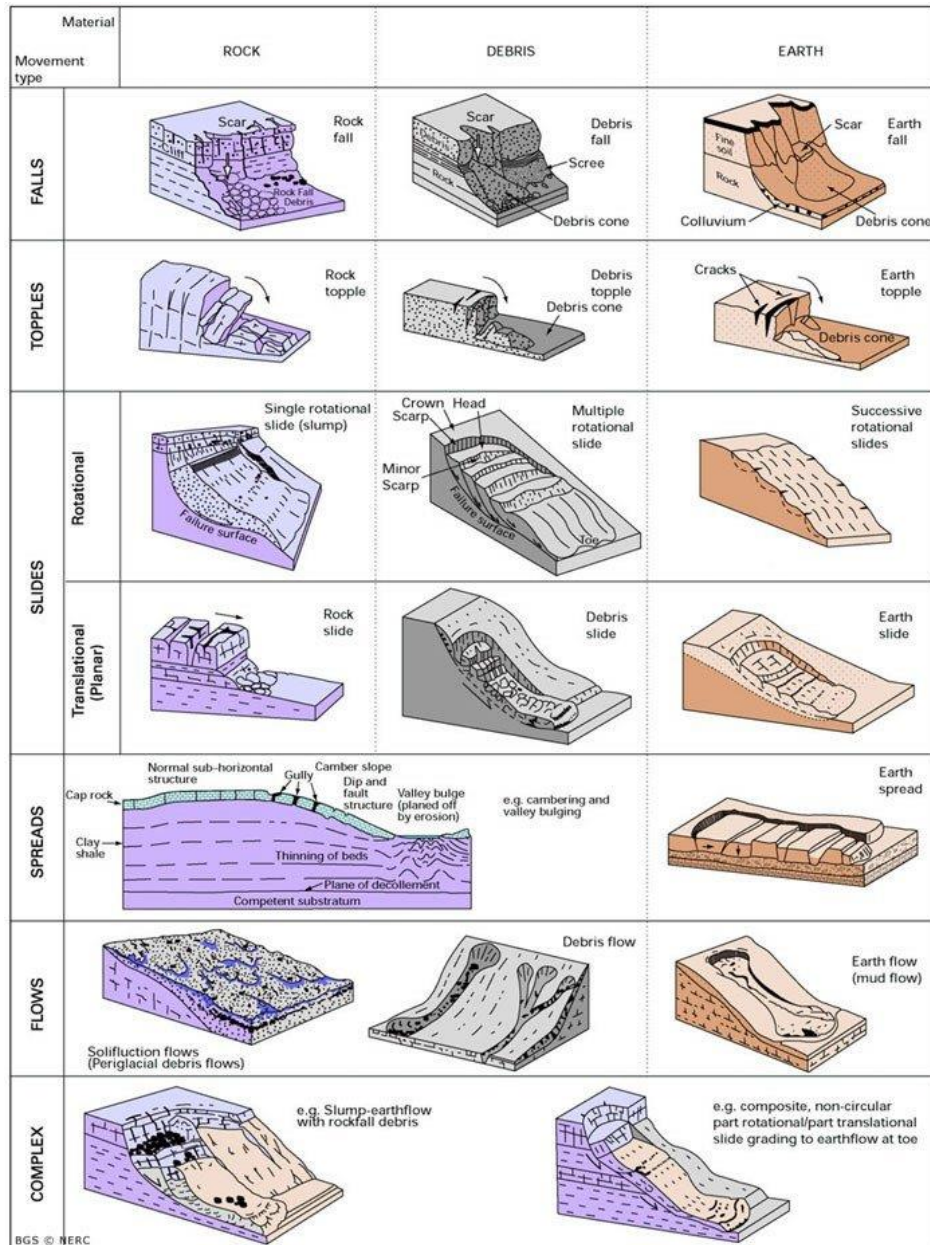 Material
Movement
type
ROCK
DEBRIS
EARTH
FALLS
Scar
Cliff
Rock Fall
Debris
Rock
fall
Scar
Debris
Rock
Debris
fall
Scree
Debris cone
Fine
soil
Rock
Scar
Earth
fall
Colluvium
Debris cone
TOPPLES
Rock
topple
Debris
topple
Debris cone
Cracks
Earth
topple
Debris cone
SLIDES
Rotational
Single rotational
slide (slump)
Failure surface
Crown
Head
Scarp
Minor
Scarp
Failure surface
Toe
Multiple
rotational
slide
Successive
rotational
slides
Translational
(Planar)
Rock
slide
Debris
slide
Earth
slide
SPREADS
Normal sub-horizontal
structure
Cap rock
Clay
shale
Gully
Camber slope
Dip and
fault
structure
Valley bulge
(planed off
by erosion)
Thinning of beds
Plane of decollement
Competent substratum
e.g. cambering and
valley bulging
Earth
spread
FLOWS
Solifluction flows
(Periglacial debris flows)
Debris flow
Earth flow
(mud flow)
COMPLEX
e.g. Slump-earthflow
with rockfall debris
e.g. composite, non-circular
part rotational/part translational
slide grading to earthflow at toe
BGS © NERC